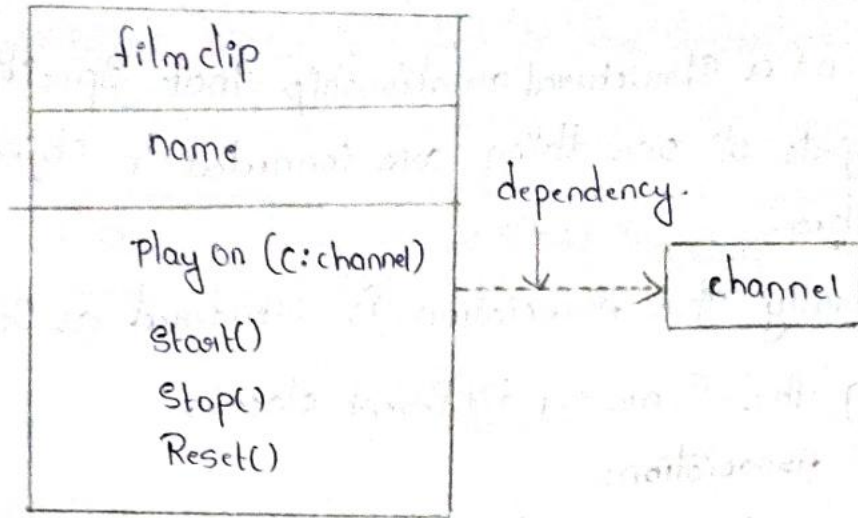 film clip
name
play on (c:channel)
Start()
Stop()
Reset()
dependency.
channel